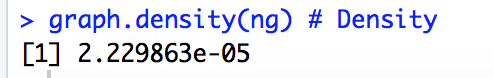 > graph.density(ng) # Density
[1] 2.229863e-05